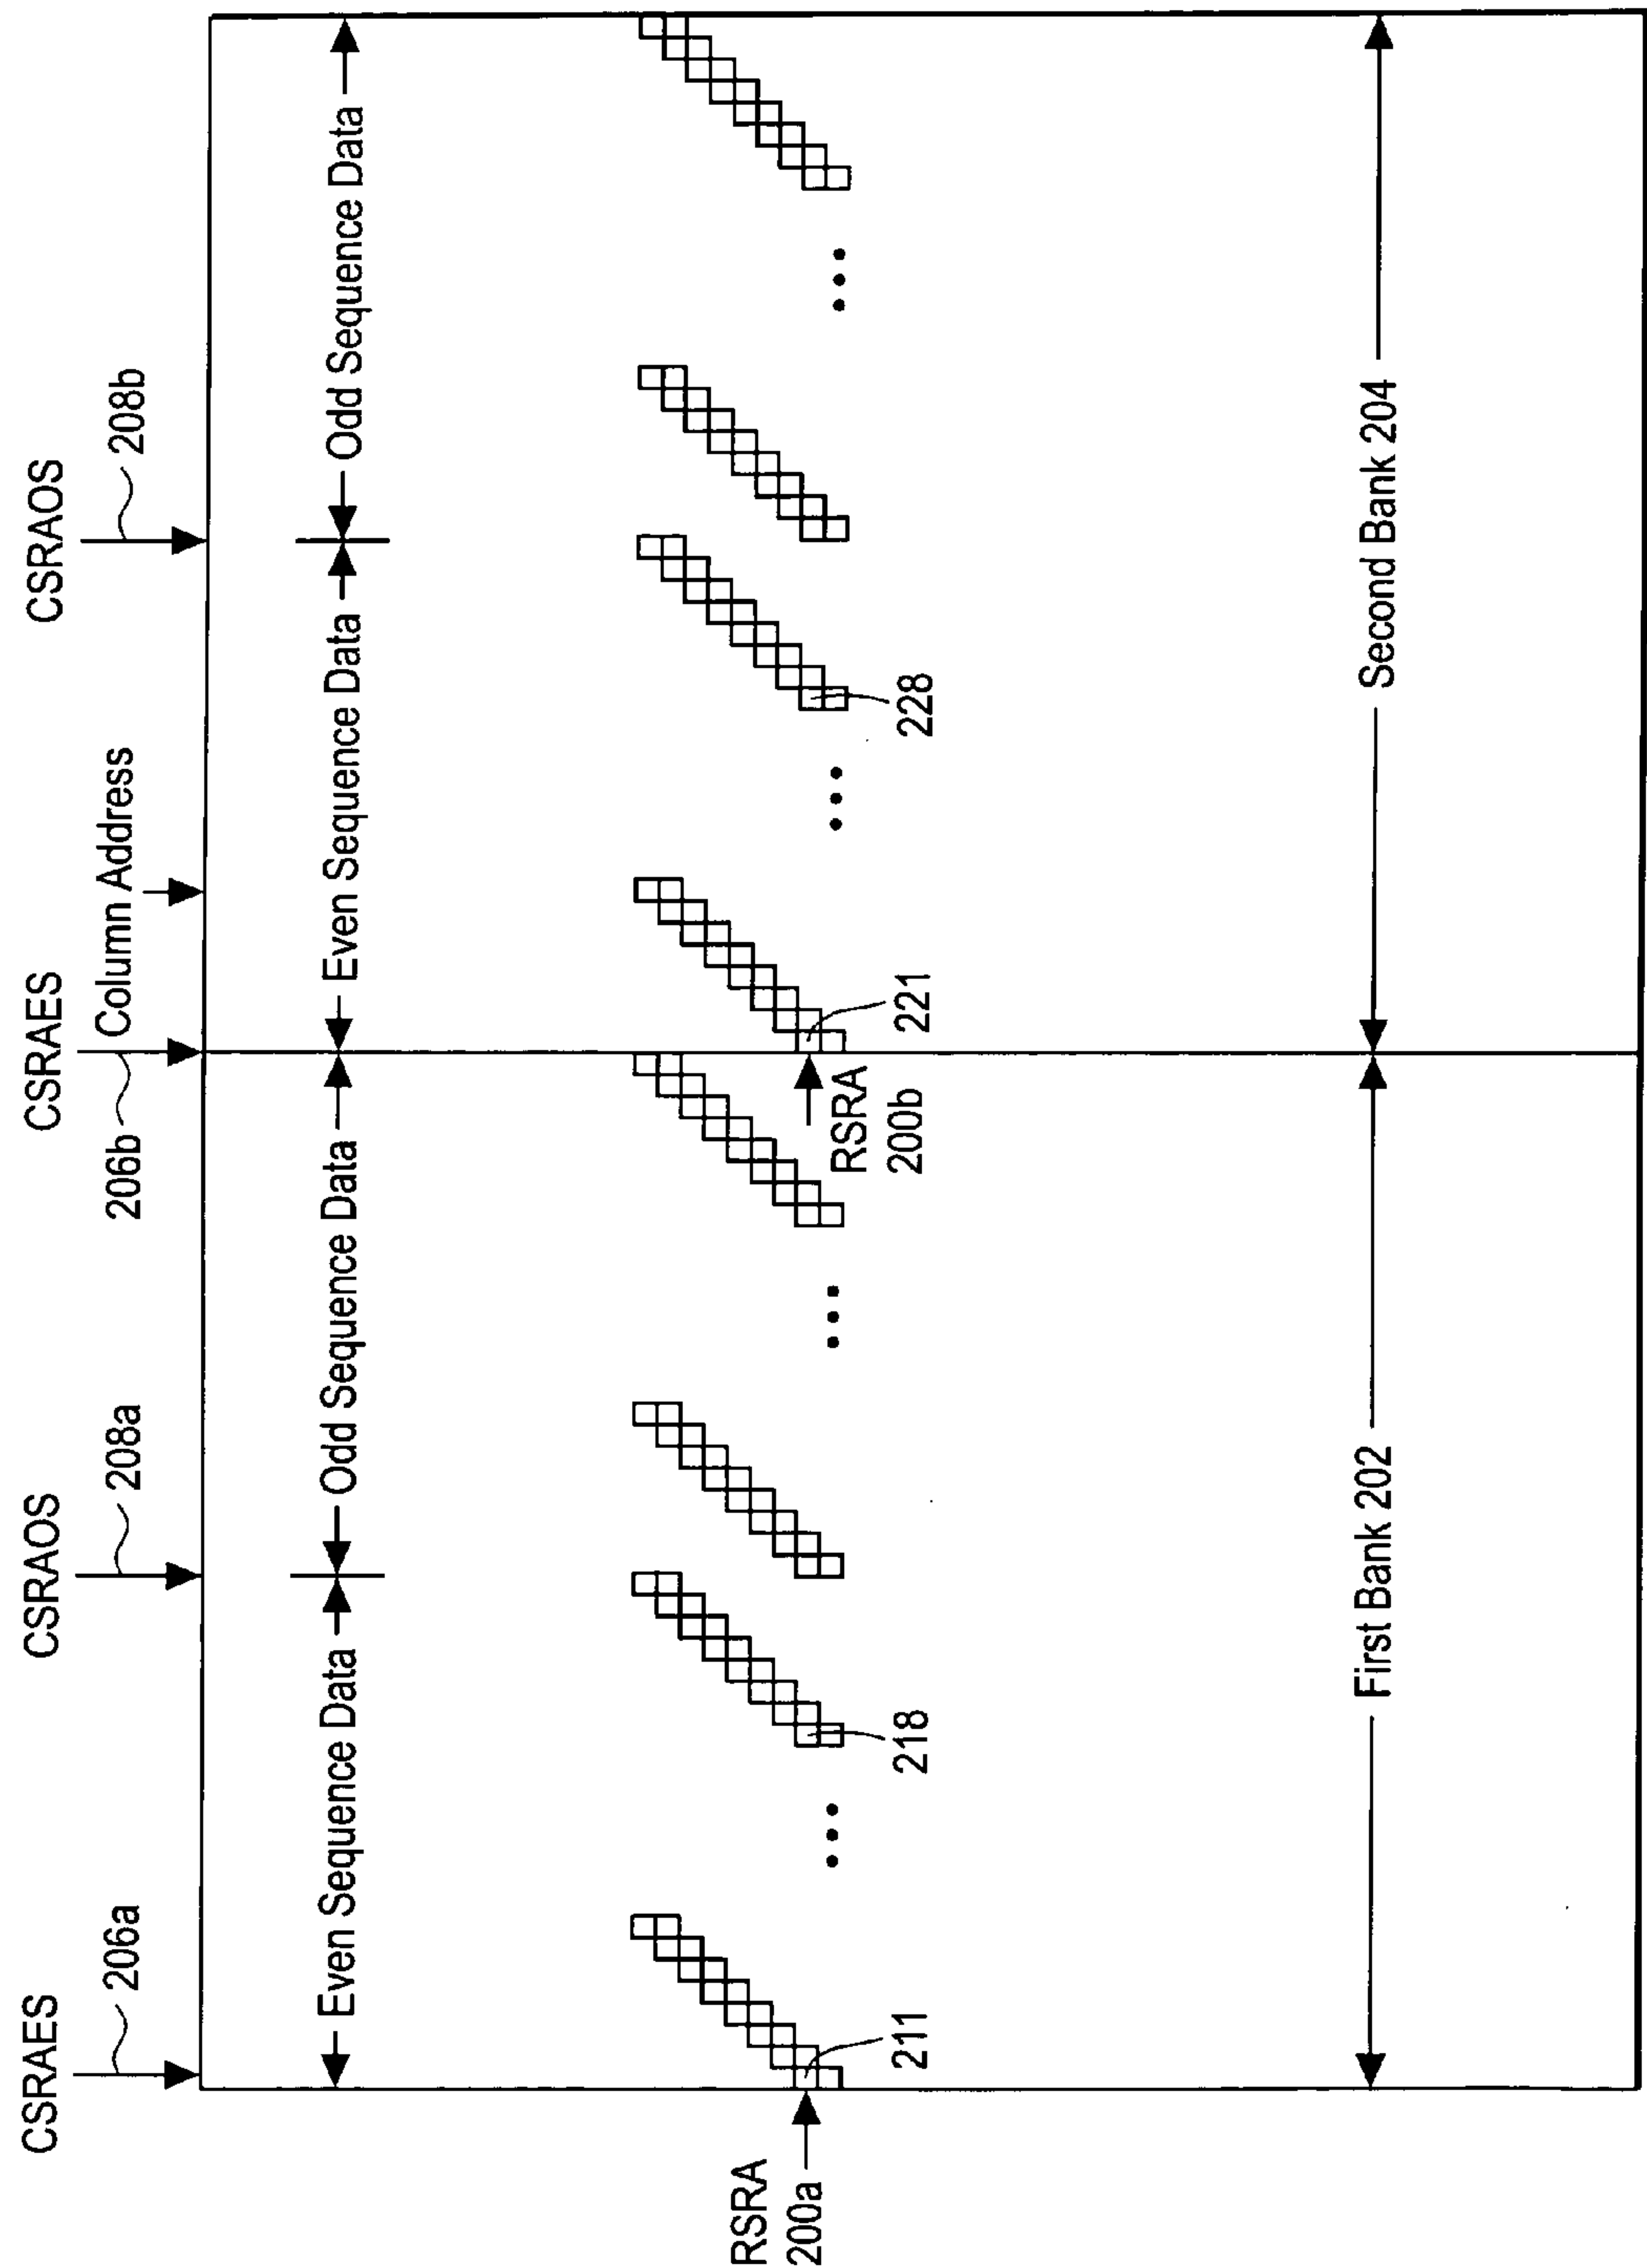 CSRAES
CSRAOS
CSRAES
CSRAOS
206a
208a
206b
Column Address
208b
Even Sequence Data
Odd Sequence Data
Even Sequence Data
Odd Sequence Data
RSRA
200a
211
218
RSRA
200b
221
228
First Bank 202
Second Bank 204